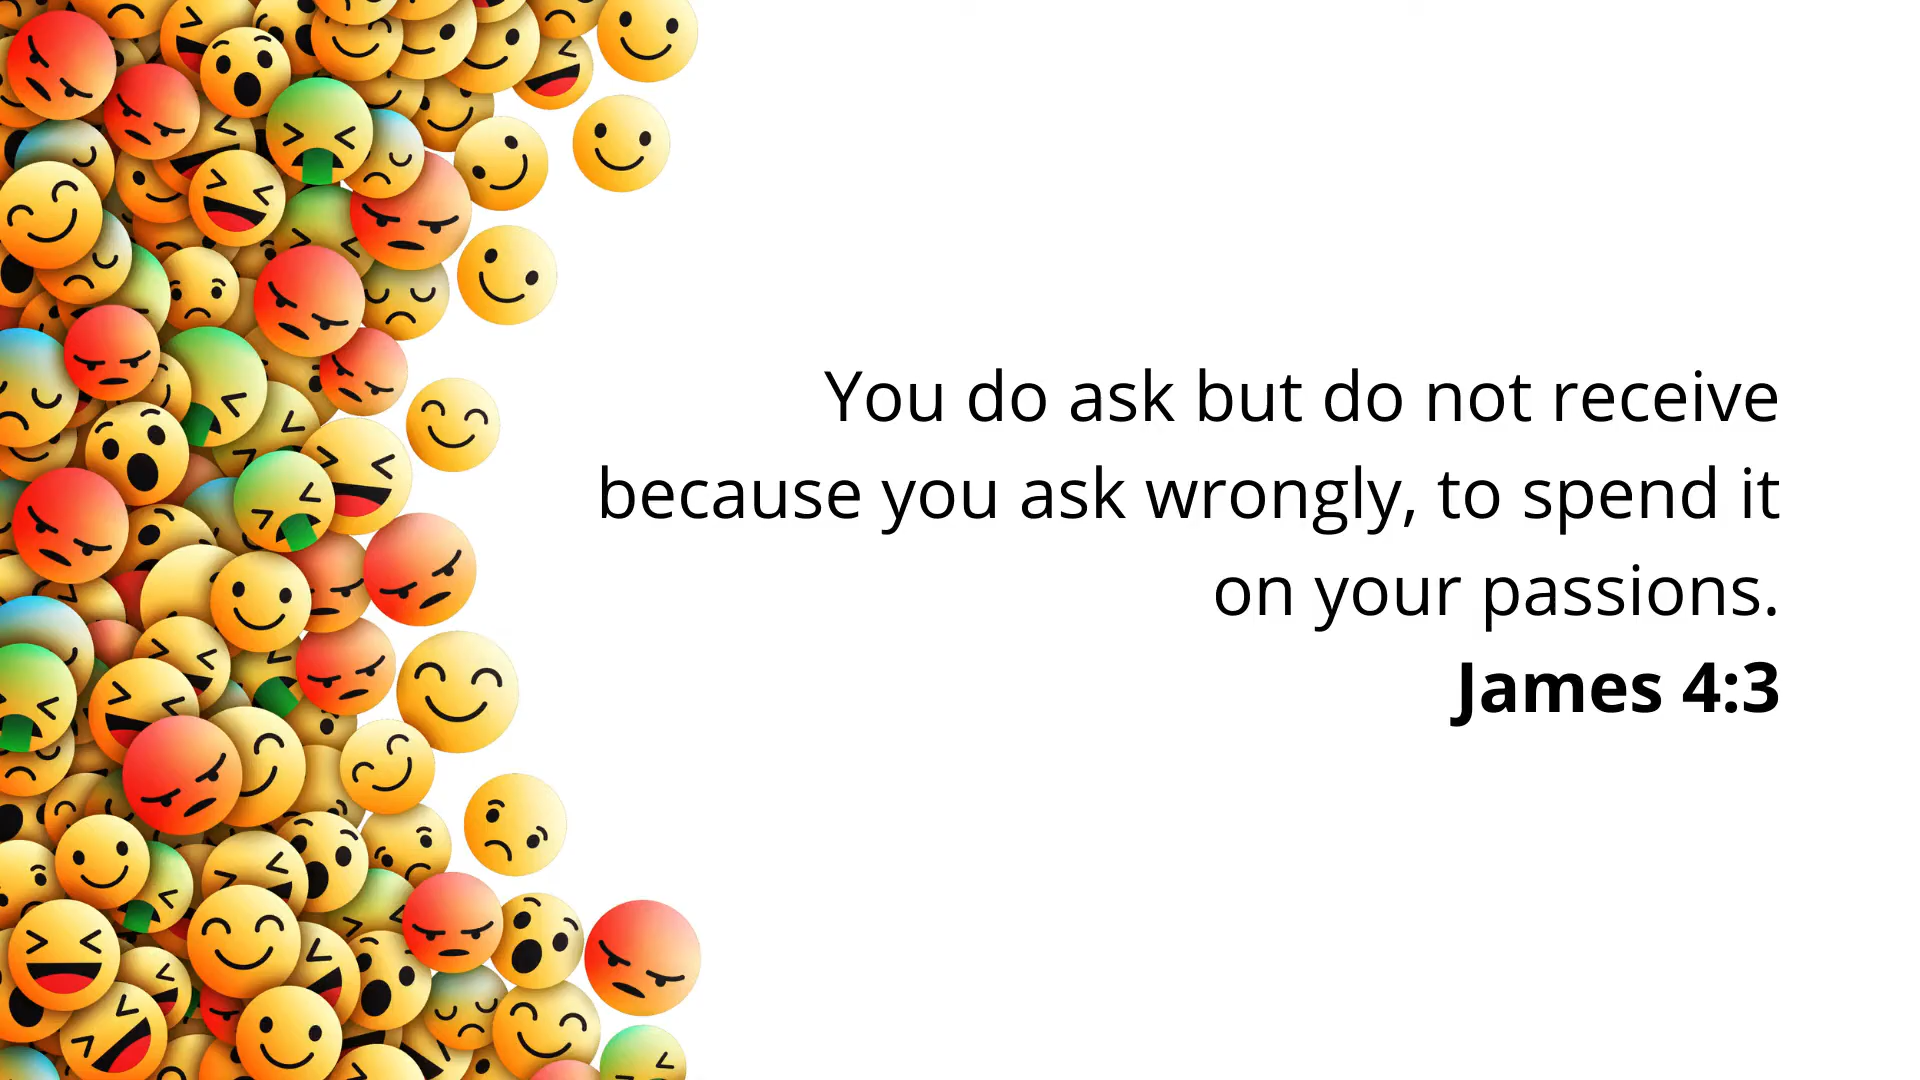 You do ask but do not receive
because you ask wrongly, to spend it
on your passions.
James 4:3